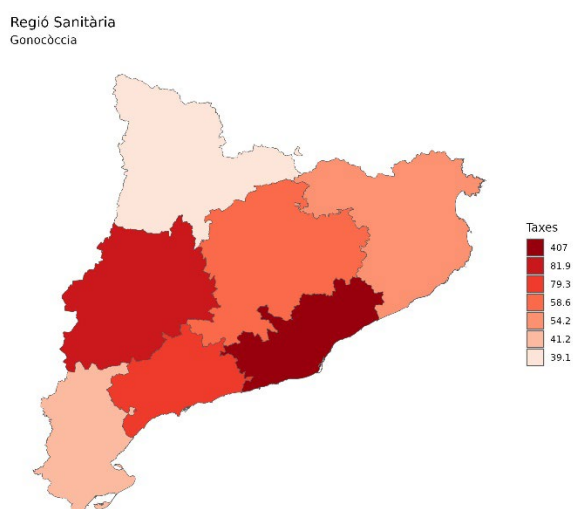 Regió Sanitària
Gonocòccia
Taxes
407
81.9
79.3
58.6
54.2
41.2
39.1